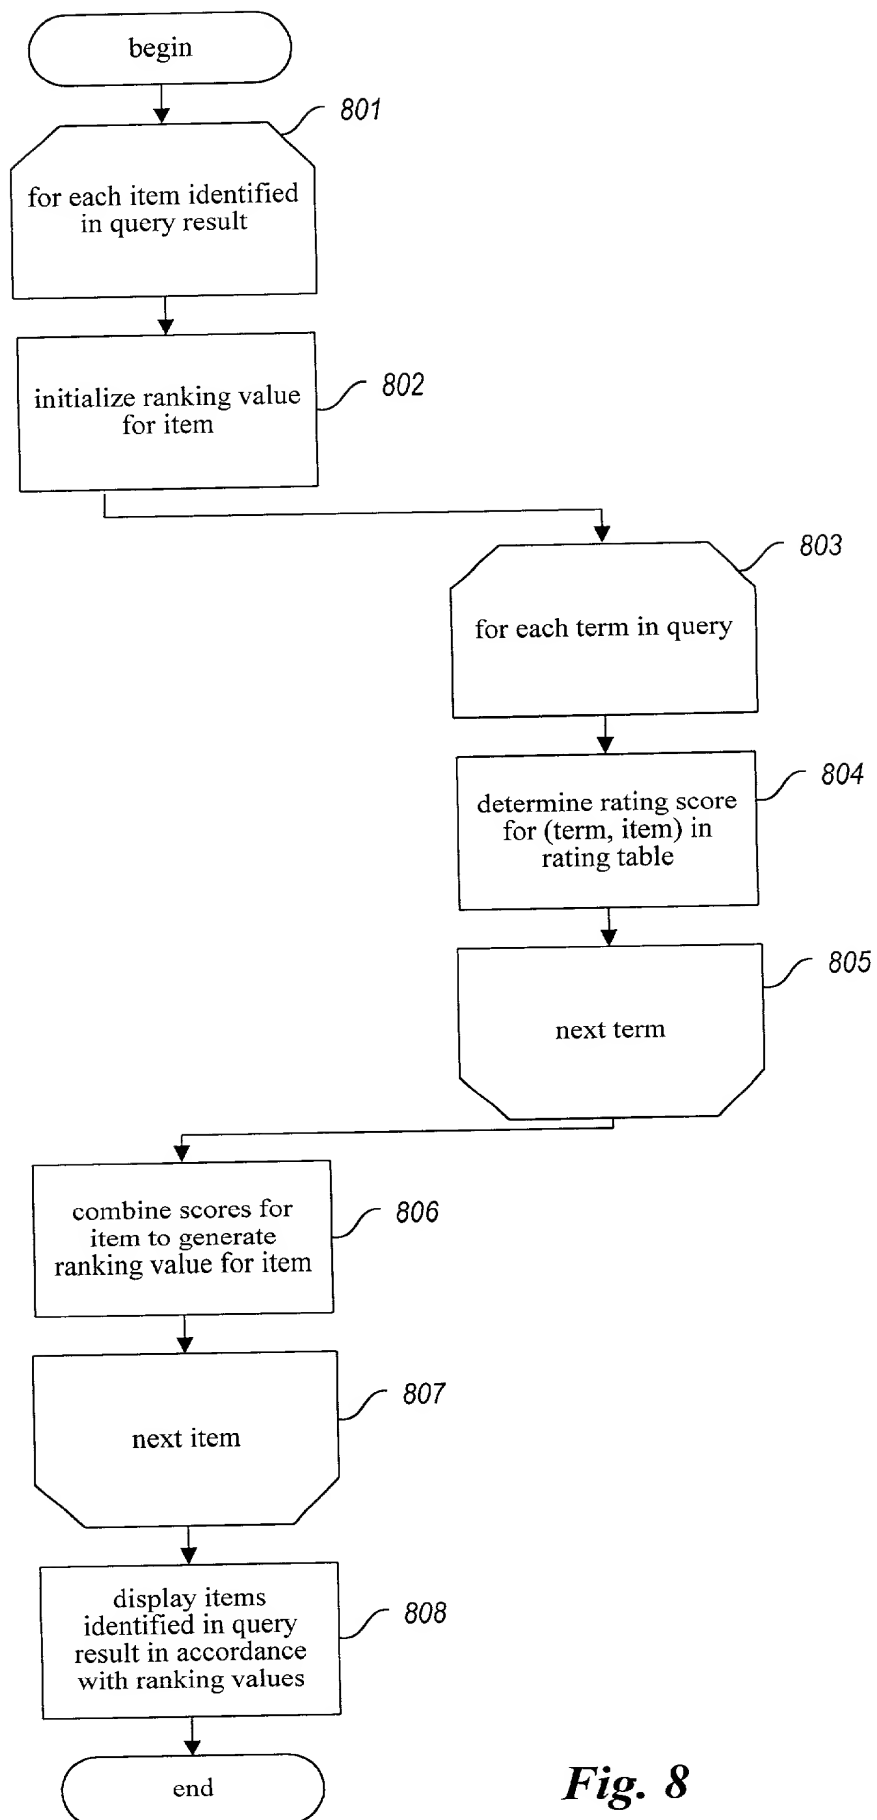 begin
801
for each item identified
in query result
802
initialize ranking value
for item
803
for each term in query
804
determine rating score
for (term, item) in
rating table
805
next term
806
combine scores for
item to generate
ranking value for item
807
next item
808
display items
identified in query
result in accordance
with ranking values
end
Fig. 8